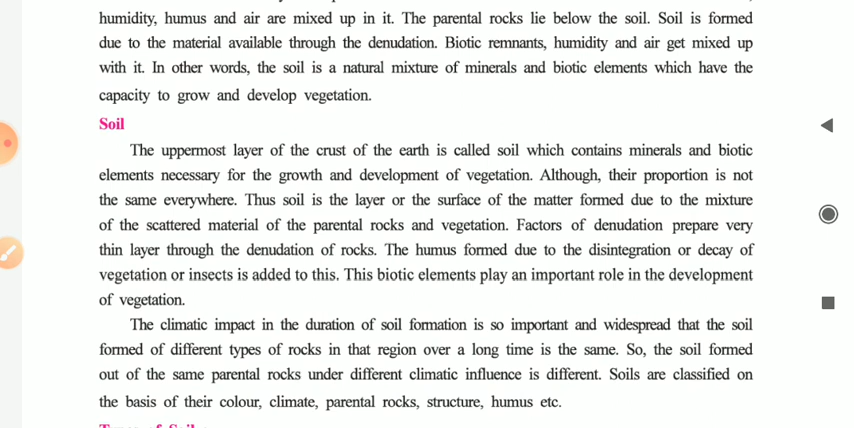 humidity, humus and air are mixed up in it. The parental rocks lie below the soil. Soil is formed
due to the material available through the denudation. Biotic remnants, humidity and air get mixed up
with it. In other words, the soil is a natural mixture of minerals and biotic elements which have the
capacity to grow and develop vegetation.
Soil
The uppermost layer of the crust of the earth is called soil which contains minerals and biotic
elements necessary for the growth and development of vegetation. Although, their proportion is not
the same everywhere. Thus soil is the layer or the surface of the matter formed due to the mixture
of the scattered material of the parental rocks and vegetation. Factors of denudation prepare very
thin layer through the denudation of rocks. The humus formed due to the disintegration or decay of
vegetation or insects is added to this. This biotic elements play an important role in the development
of vegetation.
The climatic impact in the duration of soil formation is so important and widespread that the soil
formed of different types of rocks in that region over a long time is the same. So, the soil formed
out of the same parental rocks under different climatic influence is different. Soils are classified on
the basis of their colour, climate, parental rocks, structure, humus etc.